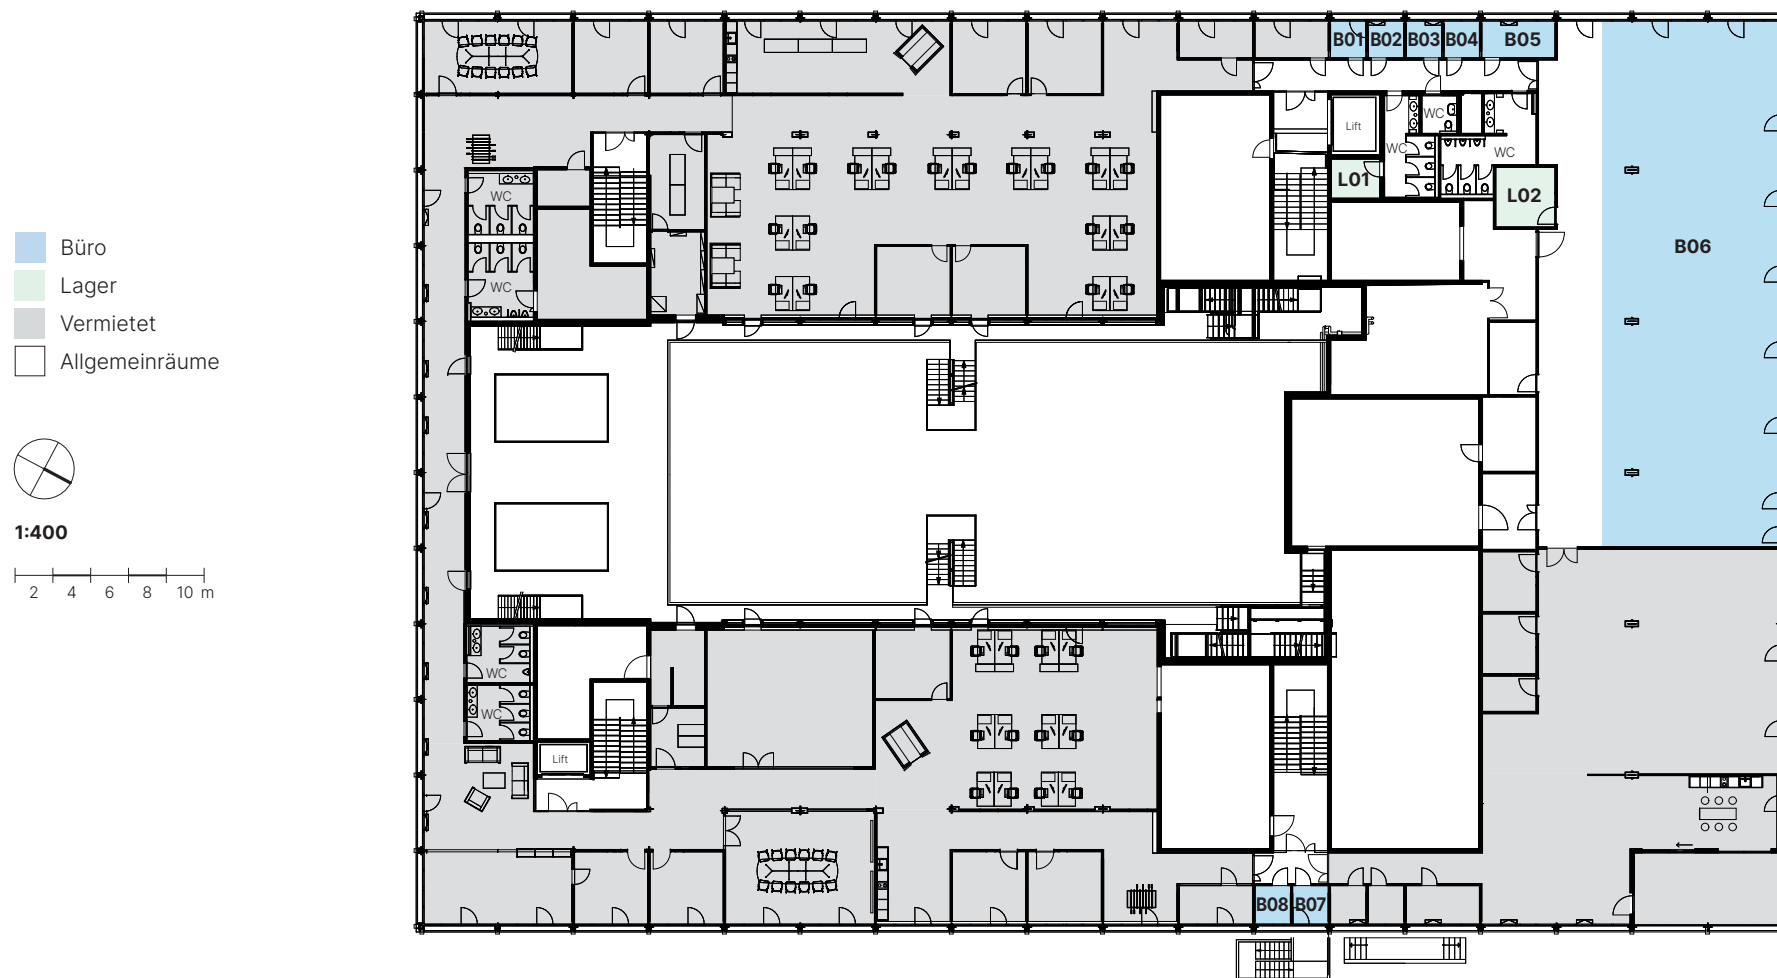 B01 B02 B03 B04 B05
Lift
WC
WC
WC
L01
L02
WC
B06
Büro
Lager
Vermietet
Allgemeinräume
WC
1:400
2 4 6 8 10 m
WC
WC
Lift
B08 B07